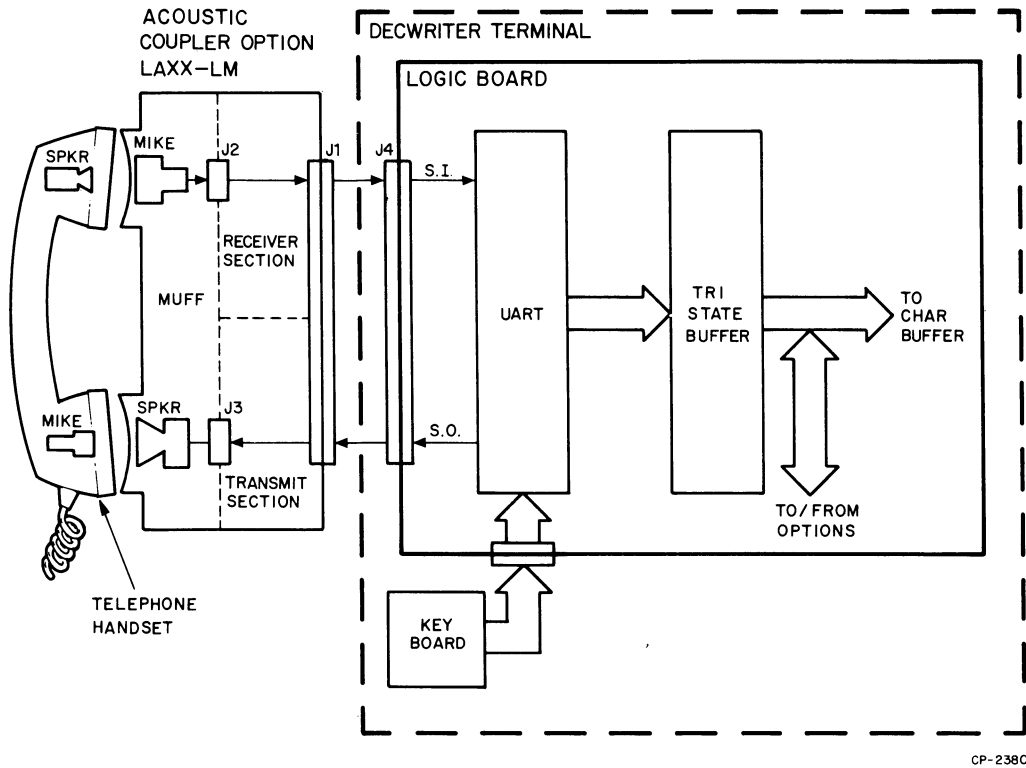 ACOUSTIC
COUPLER OPTION
LAXX-LM
DECWRITER TERMINAL
LOGIC BOARD
SPKR
MIKE
J2
J1
J4
S.I.
RECEIVER
SECTION
MUFF
UART
TRI
STATE
BUFFER
TO
CHAR
BUFFER
MIKE
SPKR
J3
S.O.
TRANSMIT
SECTION
TO/FROM
OPTIONS
TELEPHONE
HANDSET
KEY
BOARD